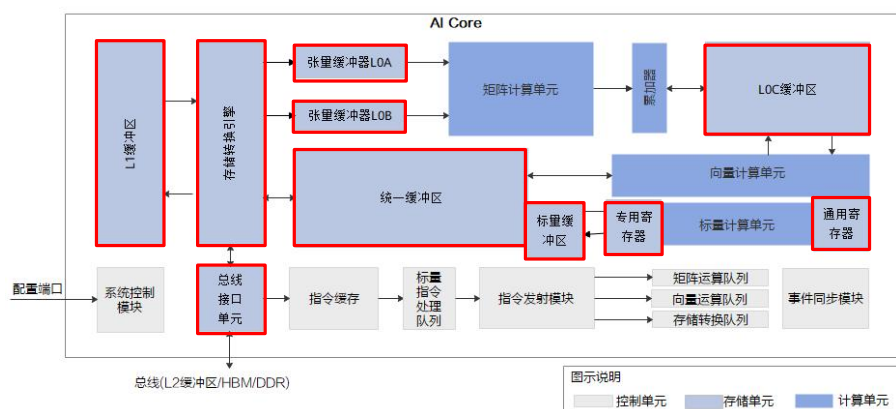 AI Core
张量缓冲器L0A
张量缓冲器L0B
矩阵计算单元
累加器
L0C缓冲区
L1缓冲区
存储转换引擎
统一缓冲区
向量计算单元
标量缓
冲区
专用寄
存器
标量计算单元
通用寄
存器
配置端口
系统控制
模块
总线
接口
单元
指令缓存
标量
指令
处理
队列
指令发射模块
矩阵运算队列
向量运算队列
存储转换队列
事件同步模块
总线(L2缓冲区/HBM/DDR)
图示说明
控制单元
存储单元
计算单元